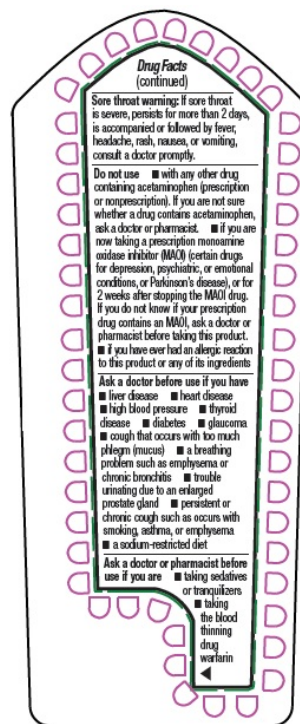 Drug Facts
(continued)
Sore throat warning: If sore throat
is severe, persists for more than 2 days,
is accompanied or followed by fever,
headache, rash, nausea, or vomiting,
consult a doctor promptly.
Do not use ■ with any other drug
containing acetaminophen (prescription
or nonprescription). If you are not sure
whether a drug contains acetaminophen,
ask a doctor or pharmacist. ■ if you are
now taking a prescription monoamine
oxidase inhibitor (MAOI) (certain drugs
for depression, psychiatric, or emotional
conditions, or Parkinson's disease), or for
2 weeks after stopping the MAOI drug.
If you do not know if your prescription
drug contains an MAOI, ask a doctor or
pharmacist before taking this product.
■ if you have ever had an allergic reaction
to this product or any of its ingredients
Ask a doctor before use if you have
■ liver disease ■ heart disease
■ high blood pressure ■ thyroid
disease ■ diabetes ■ glaucoma
■ cough that occurs with too much
phlegm (mucus) ■ a breathing
problem such as emphysema or
chronic bronchitis ■ trouble
urinating due to an enlarged
prostate gland ■ persistent or
chronic cough such as occurs with
smoking, asthma, or emphysema
■ a sodium-restricted diet
Ask a doctor or pharmacist before
use if you are ■ taking sedatives
or tranquilizers
■ taking
the blood
thinning
drug
warfarin